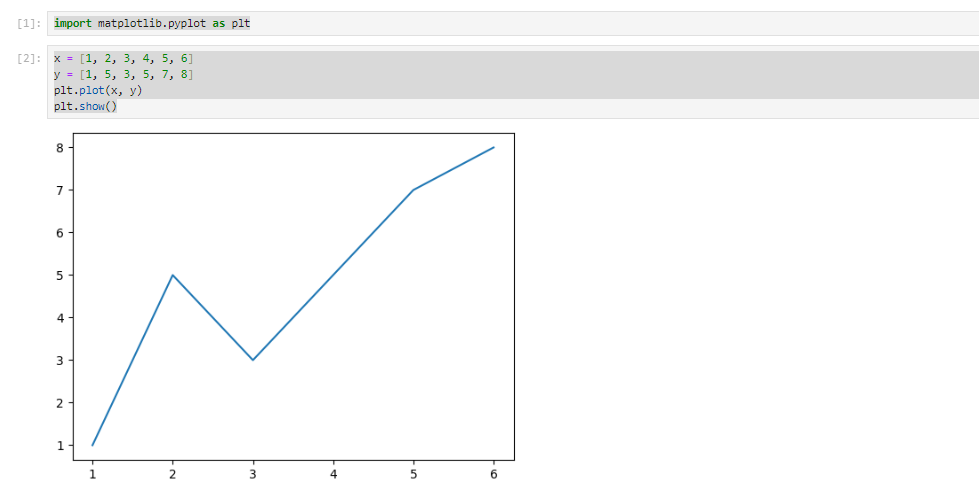 [1]: import matplotlib.pyplot as plt
[2]: x = [1, 2, 3, 4, 5, 6]
y = [1, 5, 3, 5, 7, 8]
plt.plot(x, y)
plt.show()
8
7
6
5
4
3
2
1
1 2 3 4 5 6